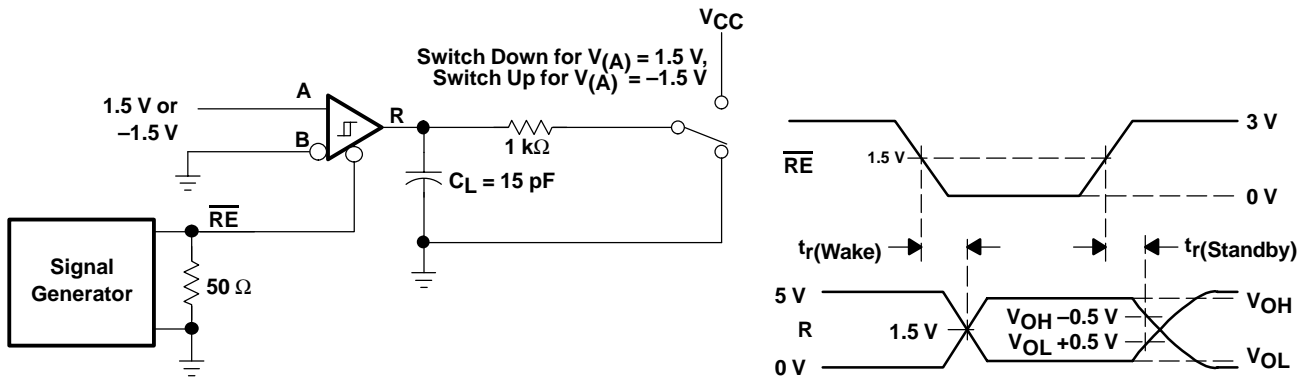 VCC
Switch Down for V(A) = 1.5 V,
Switch Up for V(A) = –1.5 V
1.5 V or
–1.5 V
A
B
R
1 kΩ
CL = 15 pF
RE
Signal
Generator
50 Ω
RE
1.5 V
3 V
0 V
tr(Wake)
tr(Standby)
5 V
R
0 V
1.5 V
VOH –0.5 V
VOL +0.5 V
VOH
VOL